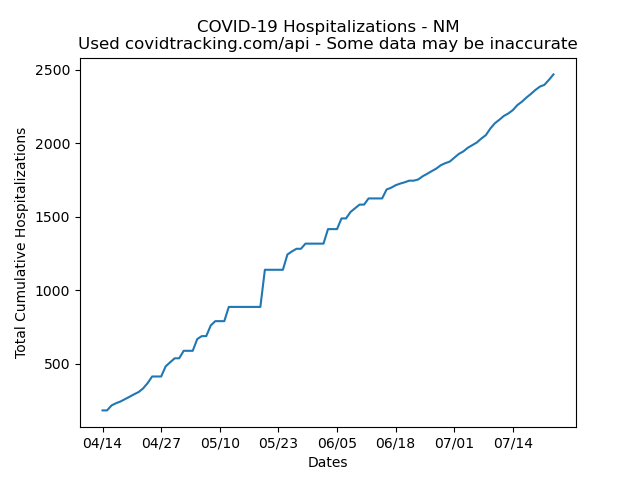 COVID-19 Hospitalizations - NM
Used covidtracking.com/api - Some data may be inaccurate
2500
2000
1500
1000
500
Total Cumulative Hospitalizations
04/14 04/27 05/10 05/23 06/05 06/18 07/01 07/14
Dates